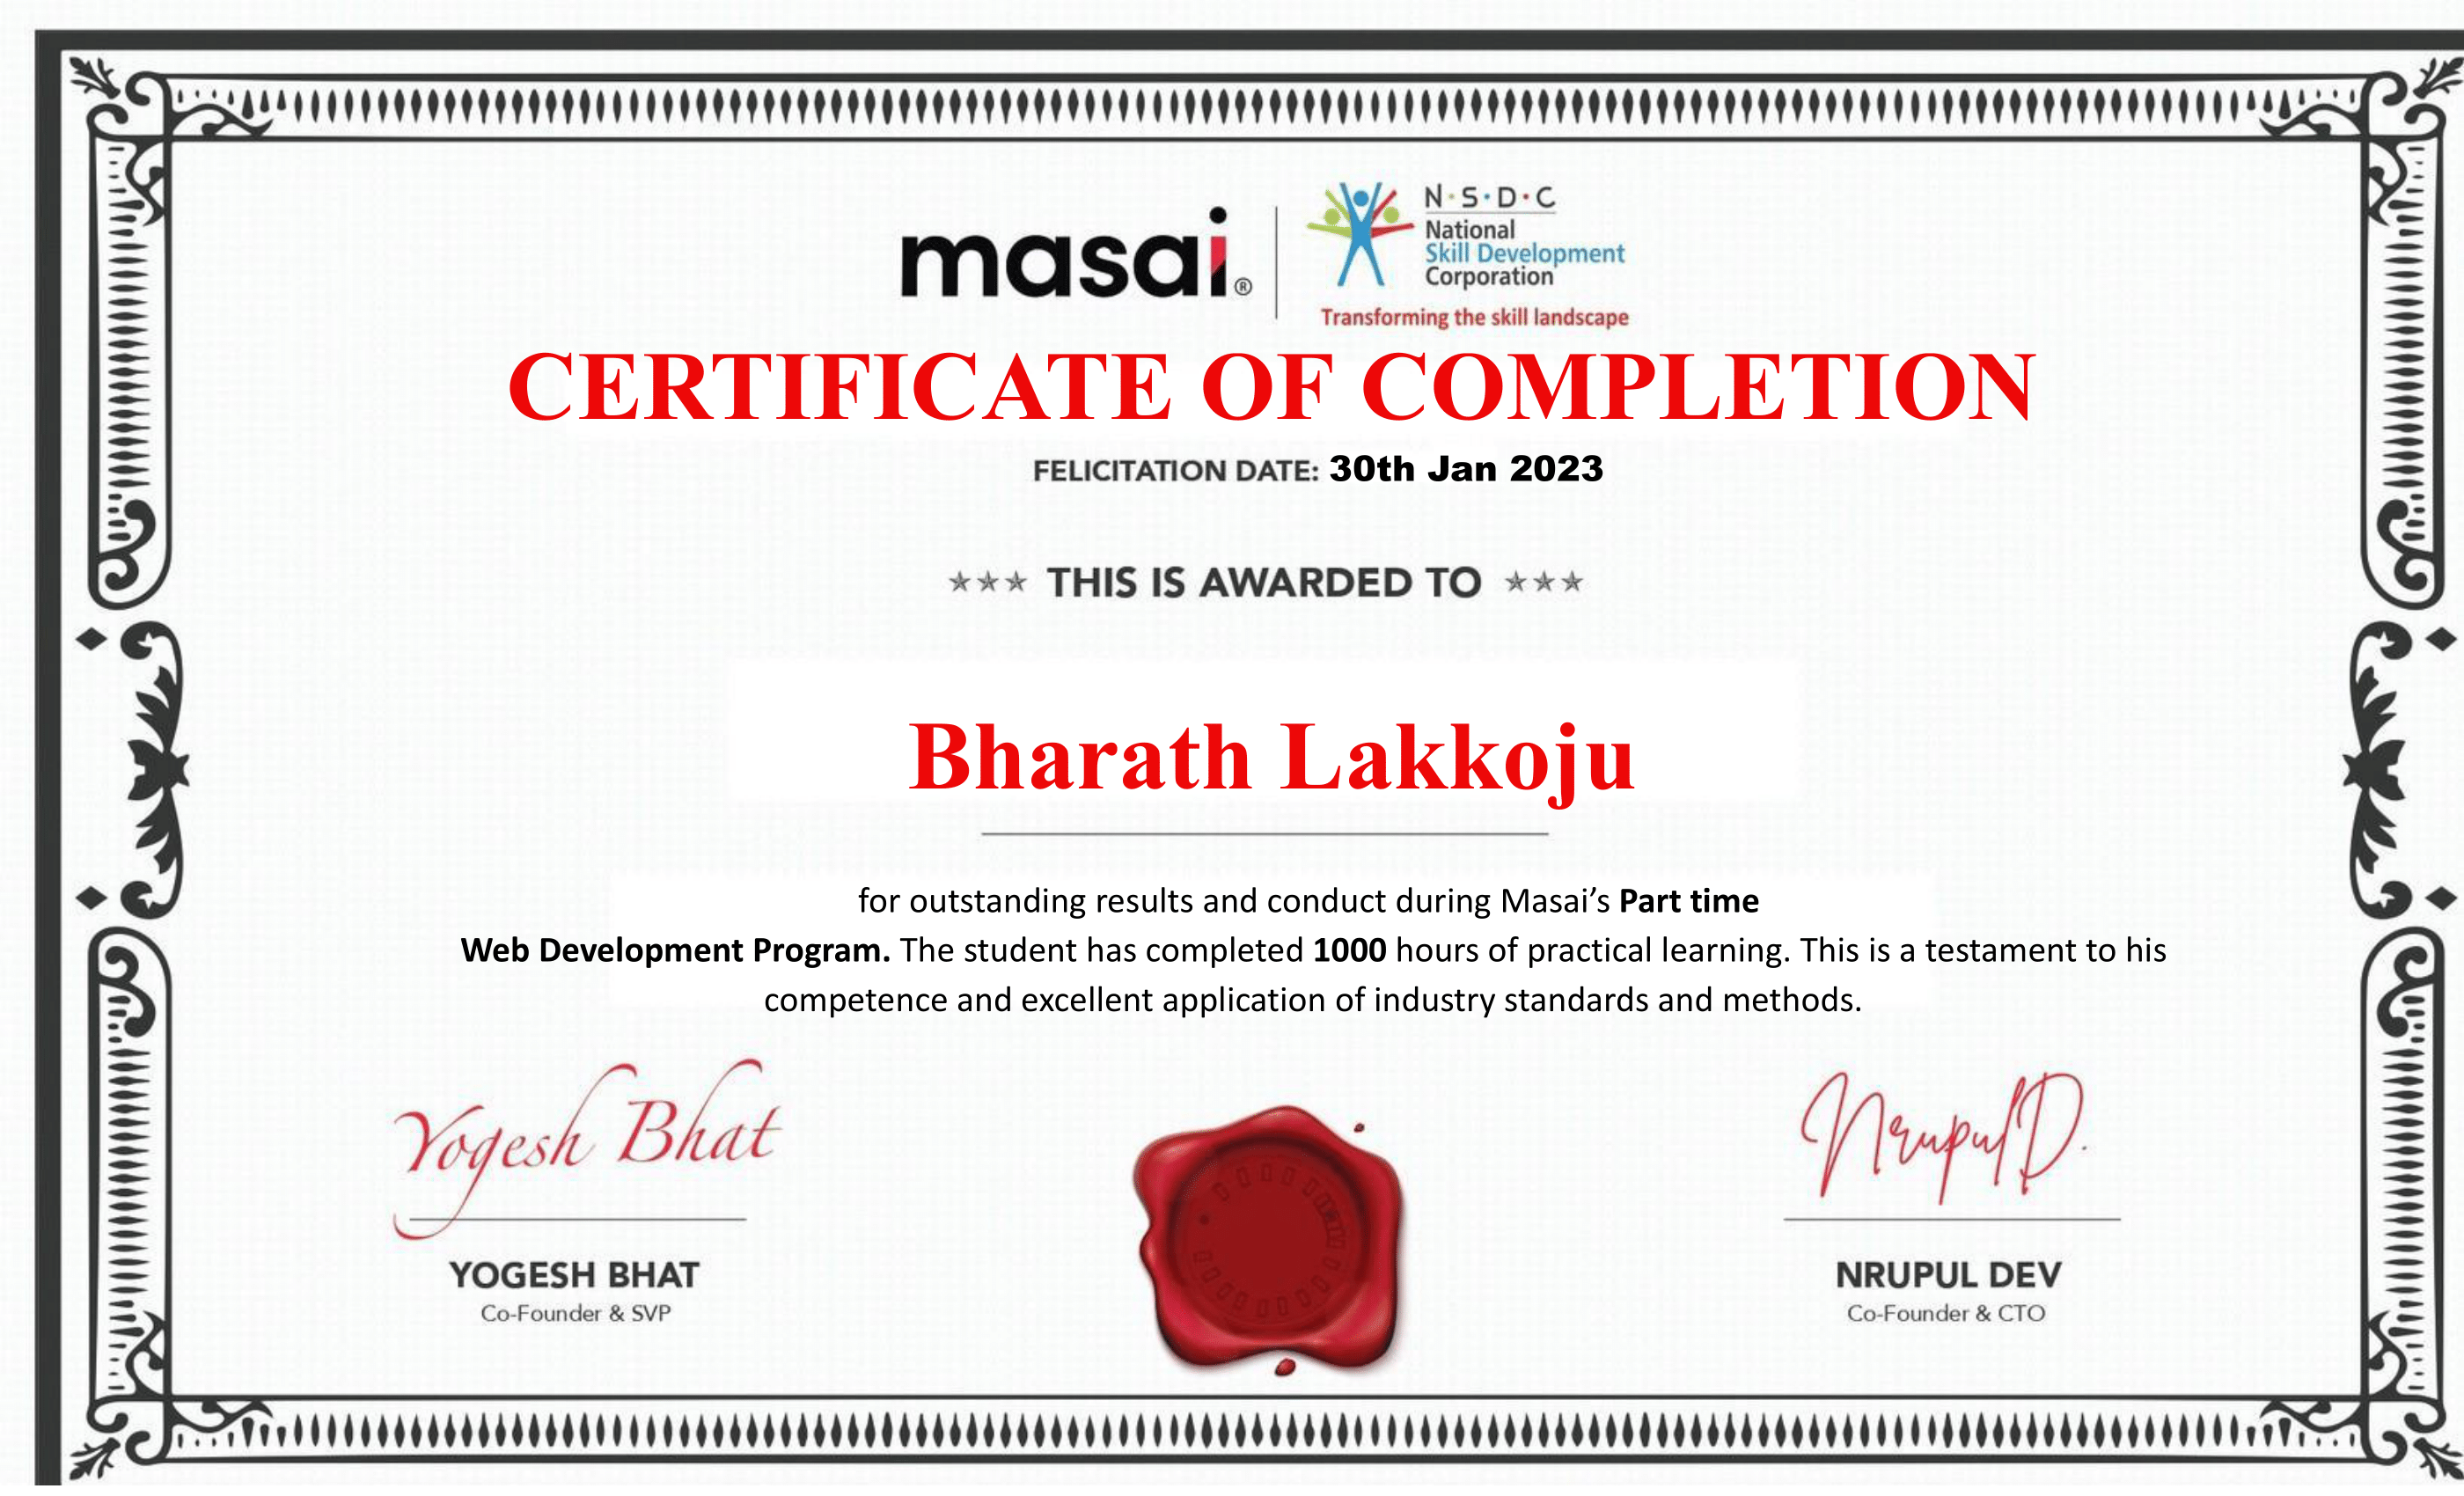 masai®
N·S·D·C
National
Skill Development
Corporation
Transforming the skill landscape
CERTIFICATE OF COMPLETION
FELICITATION DATE: 30th Jan 2023
THIS IS AWARDED TO
Bharath Lakkoju
for outstanding results and conduct during Masai’s Part time
Web Development Program. The student has completed 1000 hours of practical learning. This is a testament to his
competence and excellent application of industry standards and methods.
Yogesh Bhat
YOGESH BHAT
Co-Founder & SVP
Nrupul D.
NRUPUL DEV
Co-Founder & CTO